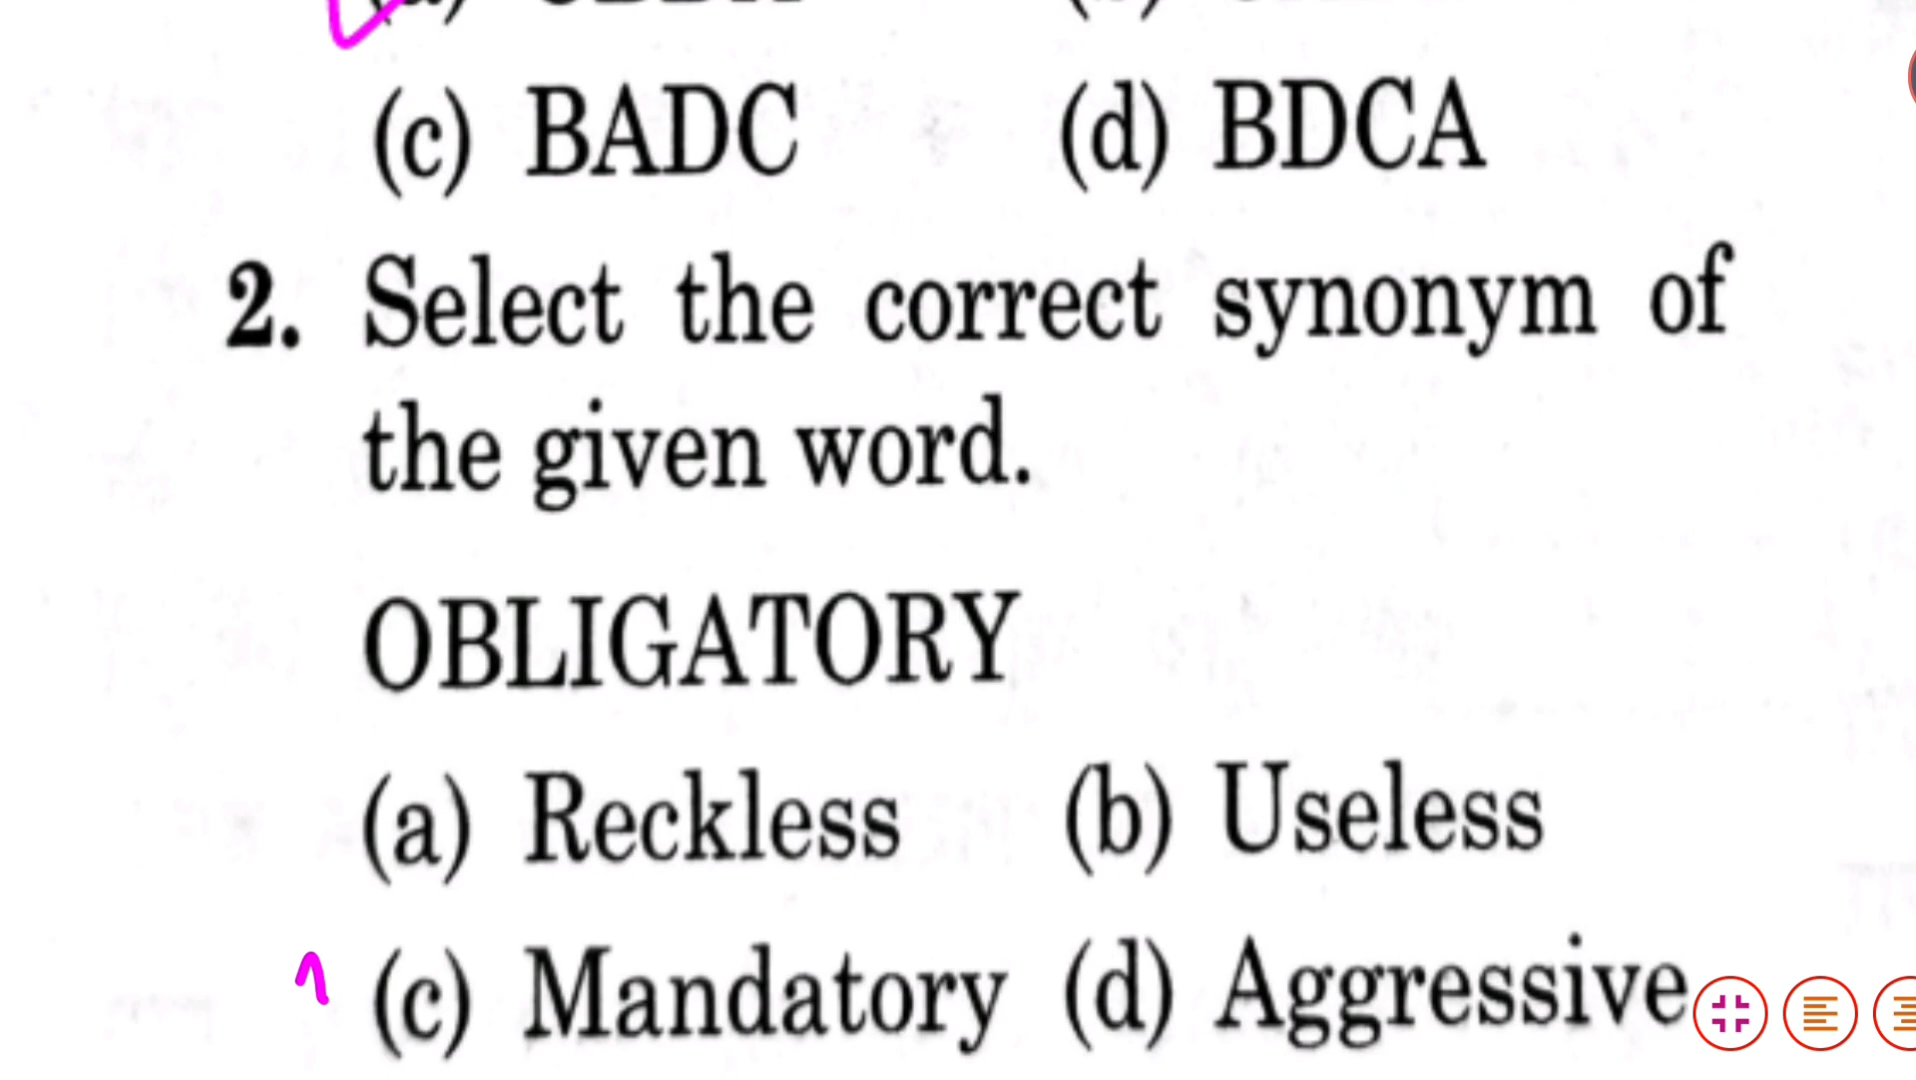 (c) BADC (d) BDCA
2. Select the correct synonym of
the given word.
OBLIGATORY
(a) Reckless (b) Useless
(c) Mandatory (d) Aggressive